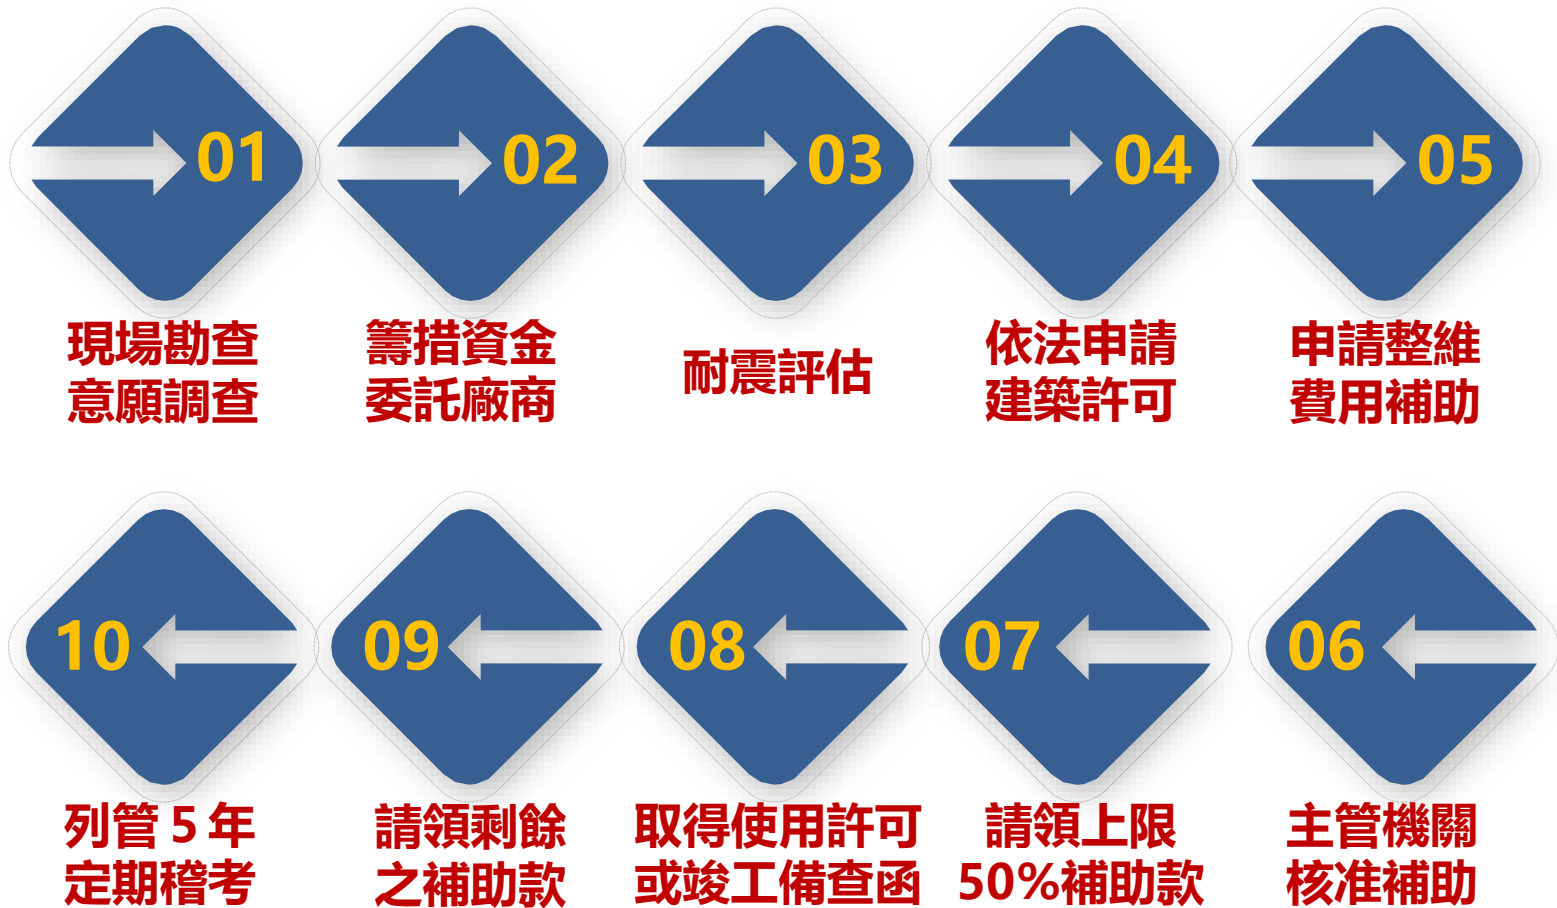 01
02
03
04
05
現場勘查
意願調查
籌措資金
委託廠商
耐震評估
依法申請
建築許可
申請整維
費用補助
10
09
08
07
06
列管5年
定期稽考
請領剩餘
之補助款
取得使用許可
或竣工備查函
請領上限
50%補助款
主管機關
核准補助